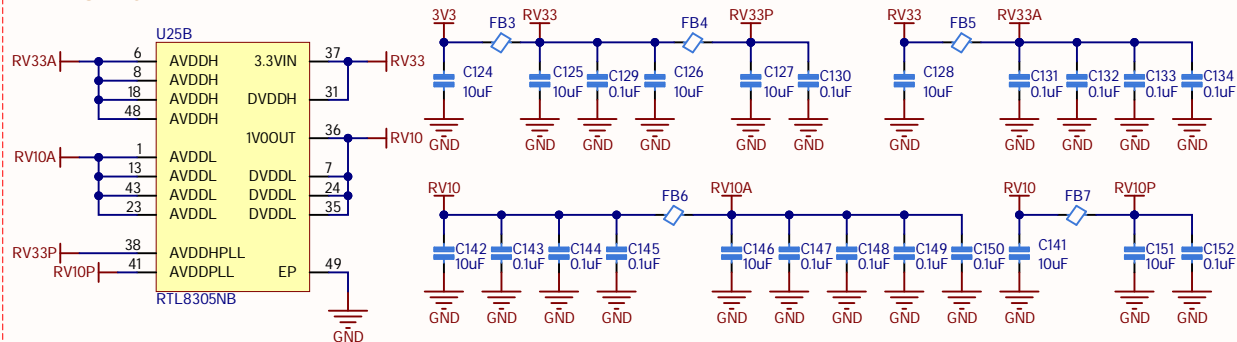 U25B
RV33A
6 AVDDH
8 AVDDH
18 AVDDH
48 AVDDH
RV10A
1 AVDDL
13 AVDDL
43 AVDDL
23 AVDDL
RV33P
38 AVDDHPLL
RV10P
41 AVDDPLL
3.3VIN 37
RV33
DVDDH 31
1V0OUT 36
RV10
DVDDL 7
DVDDL 24
DVDDL 35
EP 49
GND
RTL8305NB
3V3
FB3
RV33
FB4
RV33P
C124
10uF
C125
10uF
C129
0.1uF
C126
10uF
C127
10uF
C130
0.1uF
GND
GND
GND
GND
GND
GND
RV33
FB5
RV33A
C128
10uF
C131
0.1uF
C132
0.1uF
C133
0.1uF
C134
0.1uF
GND
GND
GND
GND
GND
RV10
FB6
RV10A
C142
10uF
C143
0.1uF
C144
0.1uF
C145
0.1uF
C146
10uF
C147
0.1uF
C148
0.1uF
C149
0.1uF
C150
0.1uF
GND
GND
GND
GND
GND
GND
GND
GND
GND
RV10
FB7
RV10P
C141
10uF
C151
10uF
C152
0.1uF
GND
GND
GND